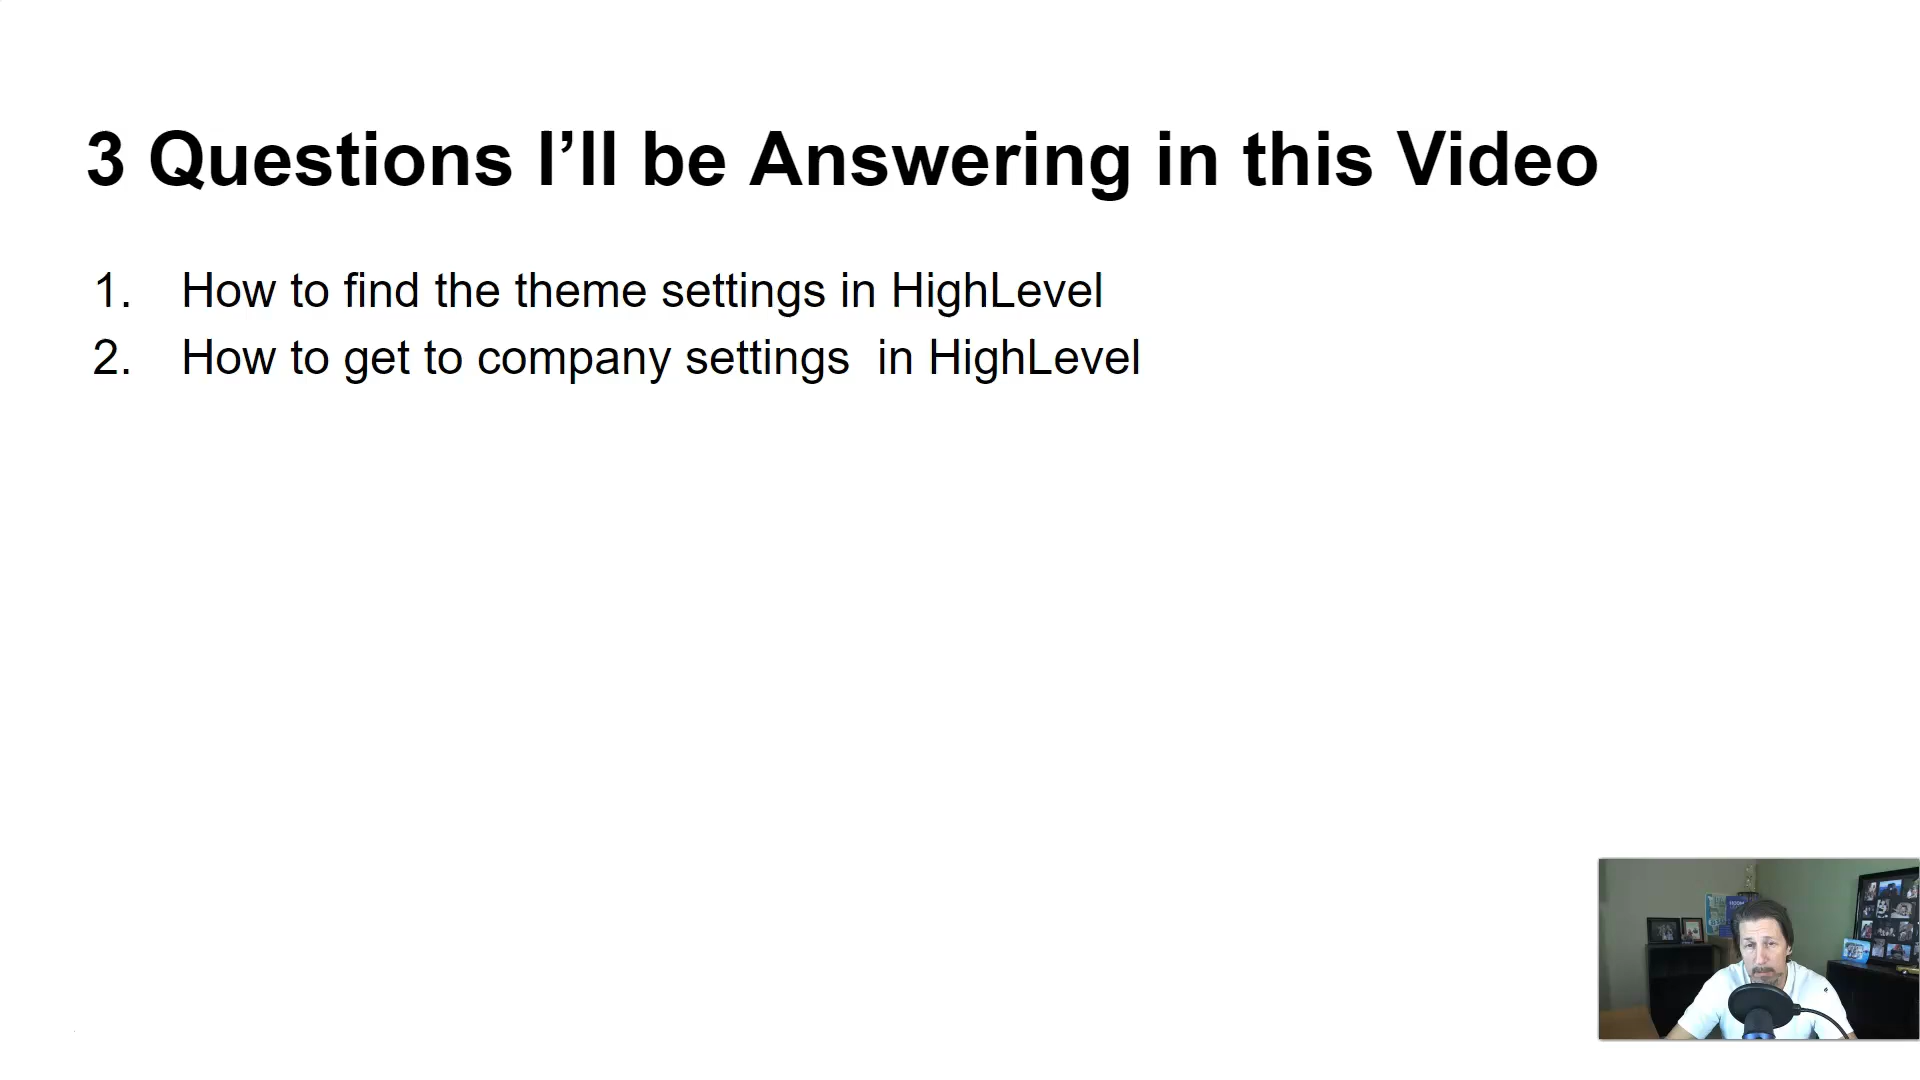 3 Questions I’ll be Answering in this Video
1. How to find the theme settings in HighLevel
2. How to get to company settings  in HighLevel